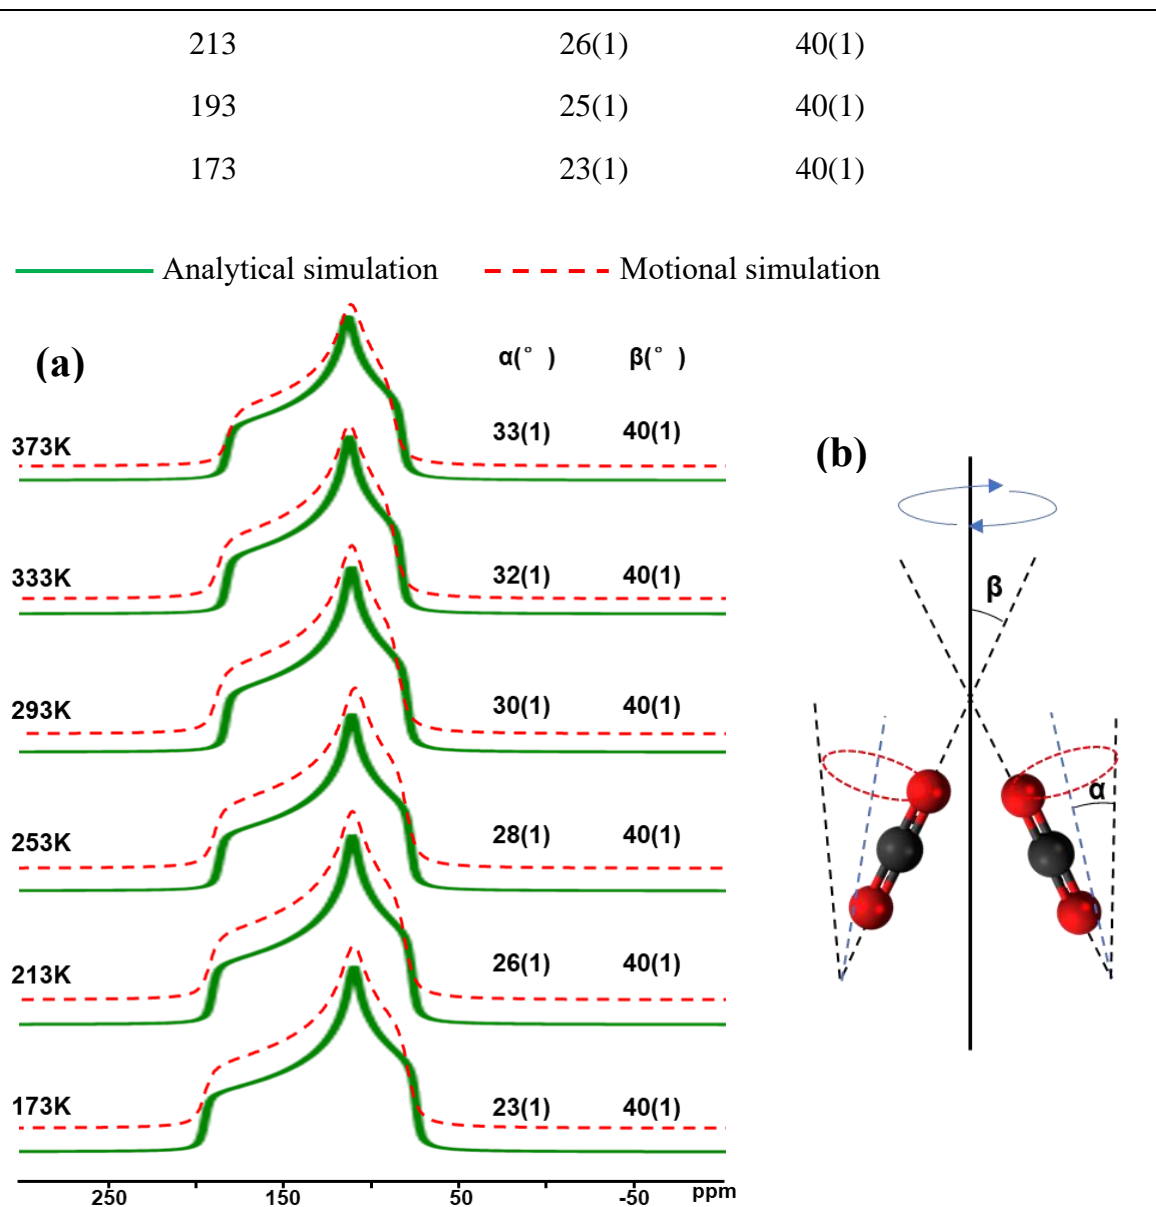 213 26(1) 40(1)
193 25(1) 40(1)
173 23(1) 40(1)
Analytical simulation Motional simulation
(a) α(° ) β(° )
373K 33(1) 40(1)
(b)
333K 32(1) 40(1)
β
293K 30(1) 40(1)
253K 28(1) 40(1)
α
213K 26(1) 40(1)
173K 23(1) 40(1)
250 150 50 -50 ppm